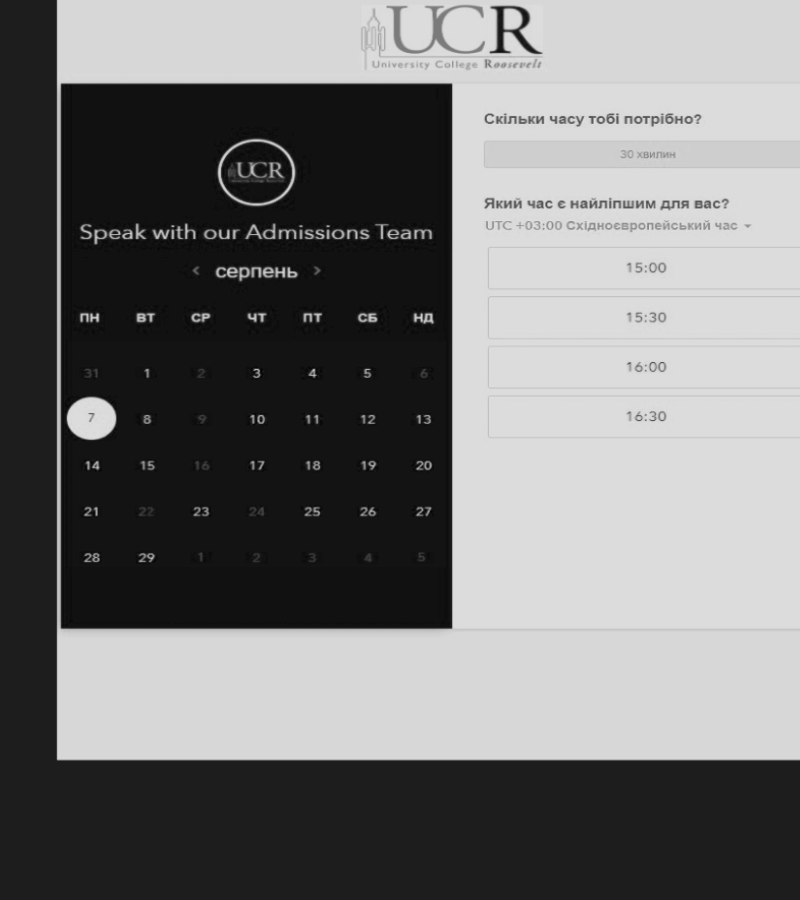 UCR
University College Roosevelt
UCR
Speak with our Admissions Team
< серпень >
ПН ВТ СР ЧТ ПТ СБ НД
31 1 2 3 4 5 6
7 8 9 10 11 12 13
14 15 16 17 18 19 20
21 22 23 24 25 26 27
28 29 1 2 3 4 5
Скільки часу тобі потрібно?
30 хвилин
Який час є найліпшим для вас?
UTC +03:00 Східноєвропейський час
15:00
15:30
16:00
16:30